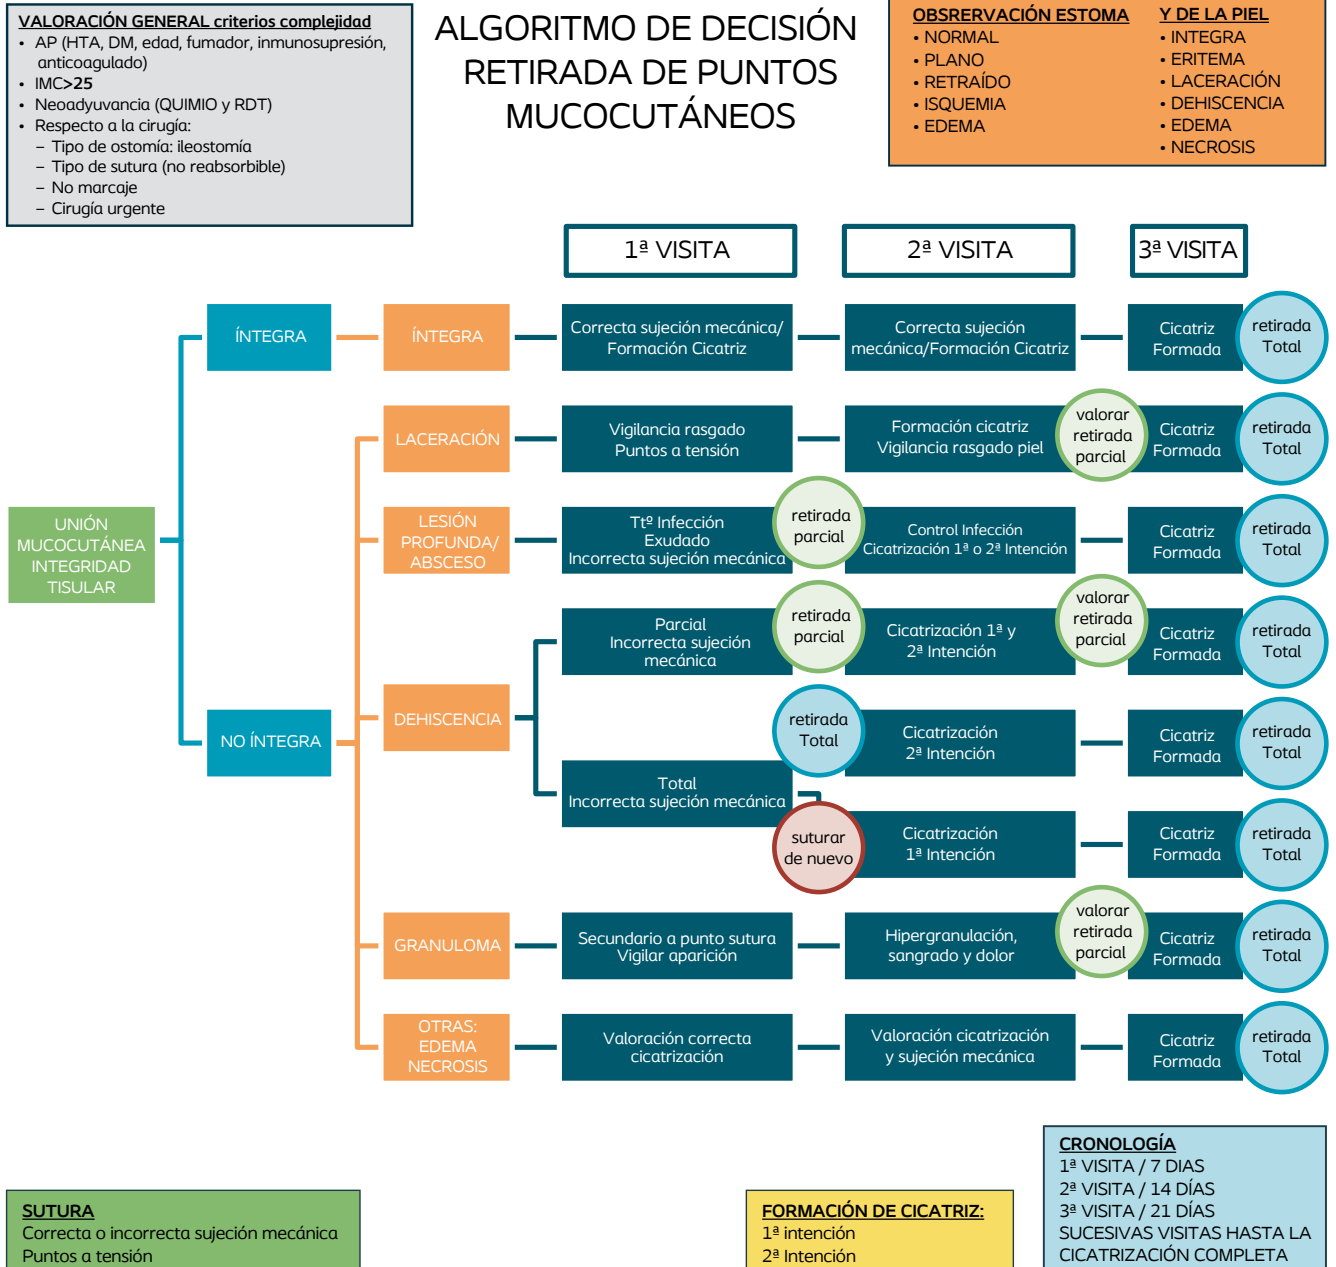 VALORACIÓN GENERAL criterios complejidad
• AP (HTA, DM, edad, fumador, inmunosupresión,
anticoagulado)
• IMC>25
• Neoadyuvancia (QUIMIO y RDT)
• Respecto a la cirugía:
– Tipo de ostomía: ileostomía
– Tipo de sutura (no reabsorbible)
– No marcaje
– Cirugía urgente
ALGORITMO DE DECISIÓN
RETIRADA DE PUNTOS
MUCOCUTÁNEOS
OBSRERVACIÓN ESTOMA
• NORMAL
• PLANO
• RETRAÍDO
• ISQUEMIA
• EDEMA
Y DE LA PIEL
• INTEGRA
• ERITEMA
• LACERACIÓN
• DEHISCENCIA
• EDEMA
• NECROSIS
1ª VISITA
2ª VISITA
3ª VISITA
UNIÓN
MUCOCUTÁNEA
INTEGRIDAD
TISULAR
ÍNTEGRA
ÍNTEGRA
Correcta sujeción mecánica/
Formación Cicatriz
Correcta sujeción
mecánica/Formación Cicatriz
Cicatriz
Formada
retirada
Total
NO ÍNTEGRA
LACERACIÓN
Vigilancia rasgado
Puntos a tensión
Formación cicatriz
Vigilancia rasgado piel
valorar
retirada
parcial
Cicatriz
Formada
retirada
Total
LESIÓN
PROFUNDA/
ABSCESO
Ttº Infección
Exudado
Incorrecta sujeción mecánica
retirada
parcial
Control Infección
Cicatrización 1ª o 2ª Intención
Cicatriz
Formada
retirada
Total
DEHISCENCIA
Parcial
Incorrecta sujeción
mecánica
retirada
parcial
Cicatrización 1ª y
2ª Intención
valorar
retirada
parcial
Cicatriz
Formada
retirada
Total
Total
Incorrecta sujeción mecánica
retirada
Total
Cicatrización
2ª Intención
Cicatriz
Formada
retirada
Total
suturar
de nuevo
Cicatrización
1ª Intención
Cicatriz
Formada
retirada
Total
GRANULOMA
Secundario a punto sutura
Vigilar aparición
Hipergranulación,
sangrado y dolor
valorar
retirada
parcial
Cicatriz
Formada
retirada
Total
OTRAS:
EDEMA
NECROSIS
Valoración correcta
cicatrización
Valoración cicatrización
y sujeción mecánica
Cicatriz
Formada
retirada
Total
SUTURA
Correcta o incorrecta sujeción mecánica
Puntos a tensión
FORMACIÓN DE CICATRIZ:
1ª intención
2ª Intención
CRONOLOGÍA
1ª VISITA / 7 DIAS
2ª VISITA / 14 DÍAS
3ª VISITA / 21 DÍAS
SUCESIVAS VISITAS HASTA LA
CICATRIZACIÓN COMPLETA